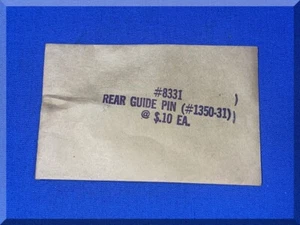 #8331
REAR GUIDE PIN (#1350-31)
@ $.10 EA.